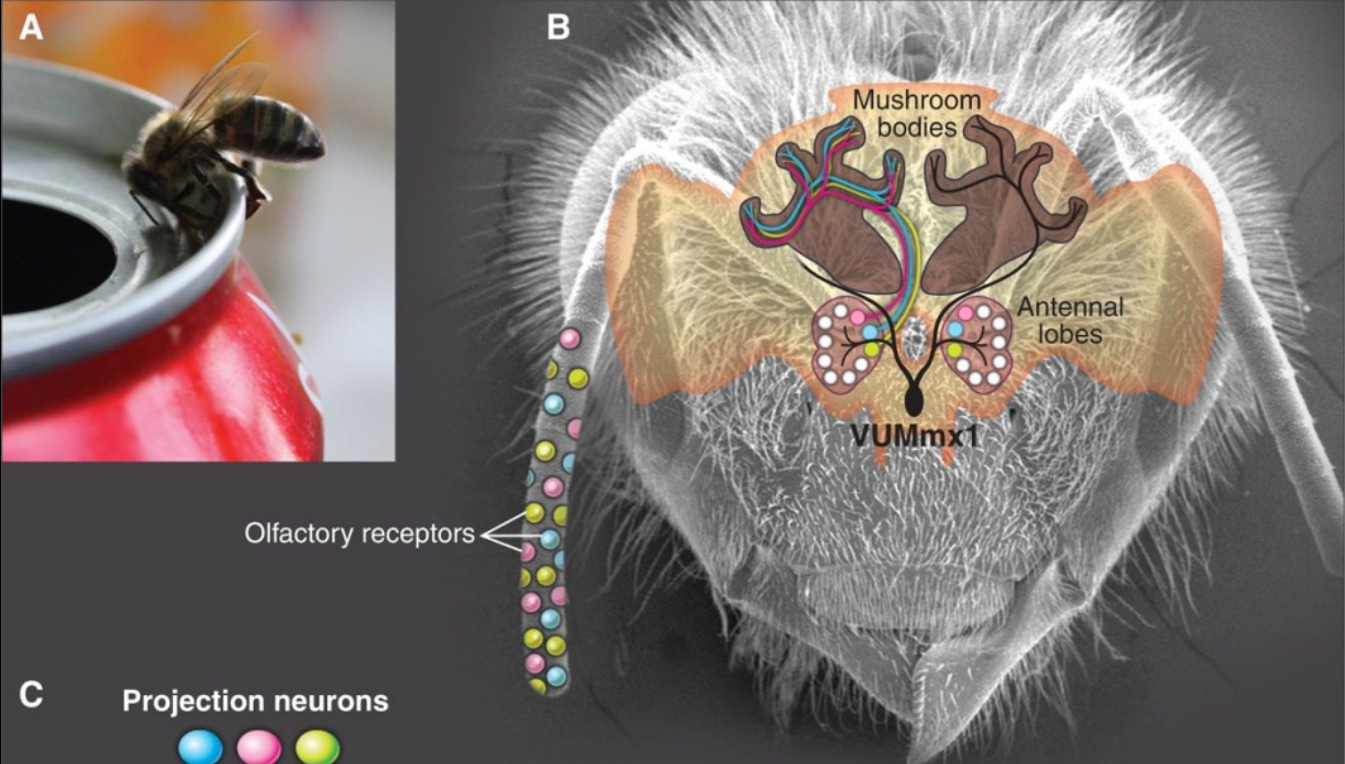 A
B
Mushroom
bodies
Antennal
lobes
VUMmx1
Olfactory receptors
C
Projection neurons